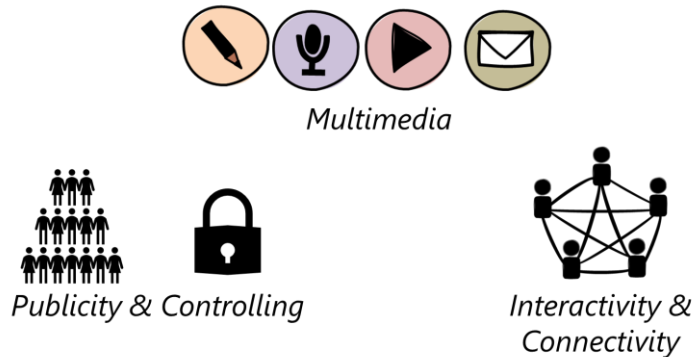 Multimedia
Publicity & Controlling
Interactivity &
Connectivity